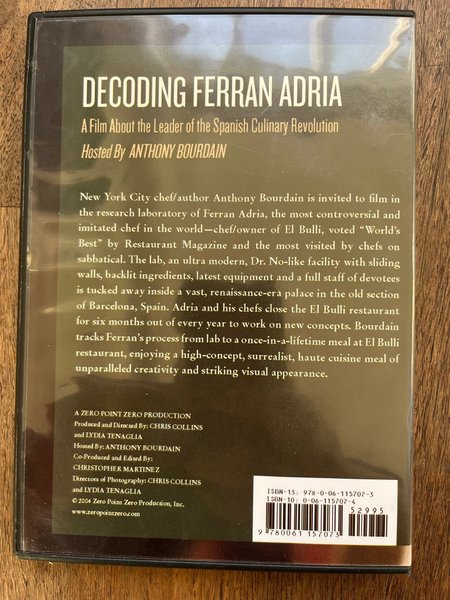 DECODING FERRAN ADRIA
A Film About the Leader of the Spanish Culinary Revolution
Hosted By ANTHONY BOURDAIN
New York City chef/author Anthony Bourdain is invited to film in
the research laboratory of Ferran Adria, the most controversial and
imitated chef in the world—chef/owner of El Bulli, voted “World’s
Best” by Restaurant Magazine and the most visited by chefs on
sabbatical. The lab, an ultra modern, Dr. No-like facility with sliding
walls, backlit ingredients, latest equipment and a full staff of devotees
is tucked away inside a vast, renaissance-era palace in the old section
of Barcelona, Spain. Adria and his chefs close the El Bulli restaurant
for six months out of every year to work on new concepts. Bourdain
tracks Ferran’s process from lab to a once-in-a-lifetime meal at El Bulli
restaurant, enjoying a high-concept, surrealist, haute cuisine meal of
unparalleled creativity and striking visual appearance.
A ZERO POINT ZERO PRODUCTION
Produced and Directed By: CHRIS COLLINS
and LYDIA TENAGLIA
Hosted By: ANTHONY BOURDAIN
Co-Produced and Edited By:
CHRISTOPHER MARTINEZ
Directors of Photography: CHRIS COLLINS
and LYDIA TENAGLIA
© 2004 Zero Point Zero Production, Inc.
www.zeropointzero.com
ISBN-13: 978-0-06-115707-3
ISBN-10: 0-06-115707-4
52995
9 780061 157073